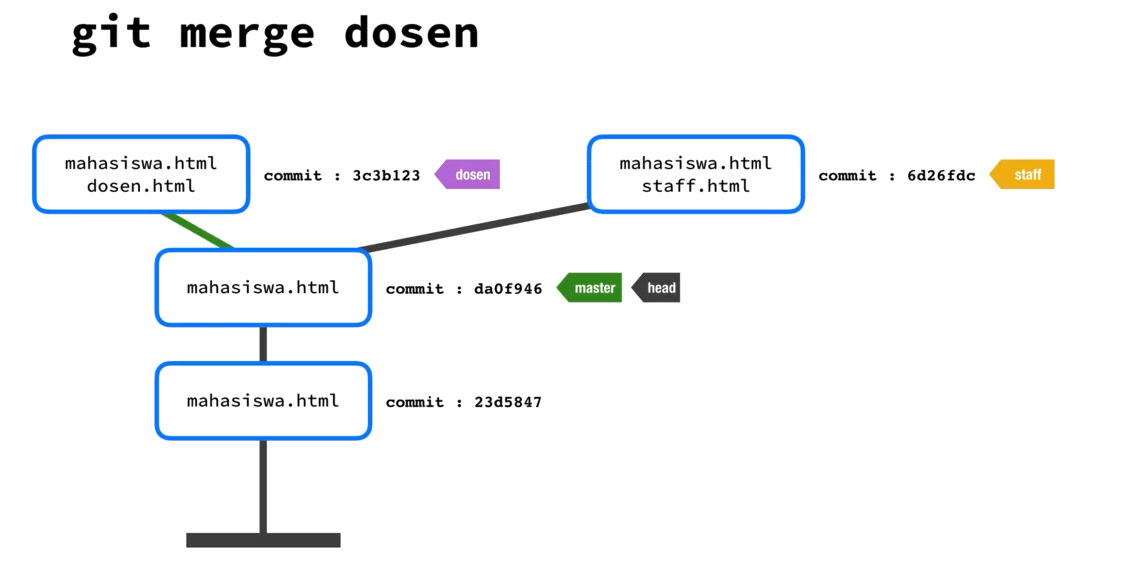 git merge dosen
mahasiswa.html
dosen.html
commit : 3c3b123
dosen
mahasiswa.html
staff.html
commit : 6d26fdc
staff
mahasiswa.html
commit : da0f946
master
head
mahasiswa.html
commit : 23d5847